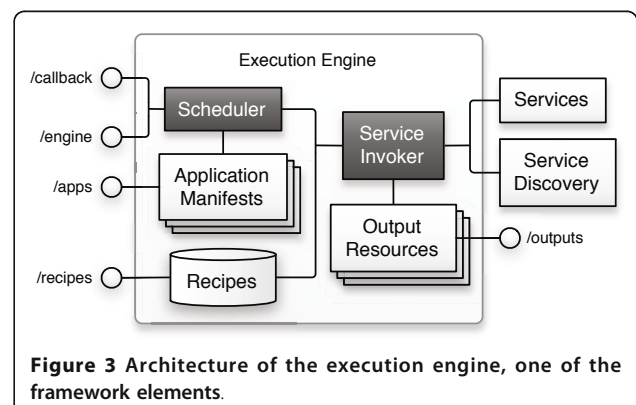 Execution Engine
/callback
Scheduler
Services
/engine
Service
Invoker
Service
Discovery
/apps
Application
Manifests
Output
Resources
/outputs
/recipes
Recipes
Figure 3 Architecture of the execution engine, one of the
framework elements.